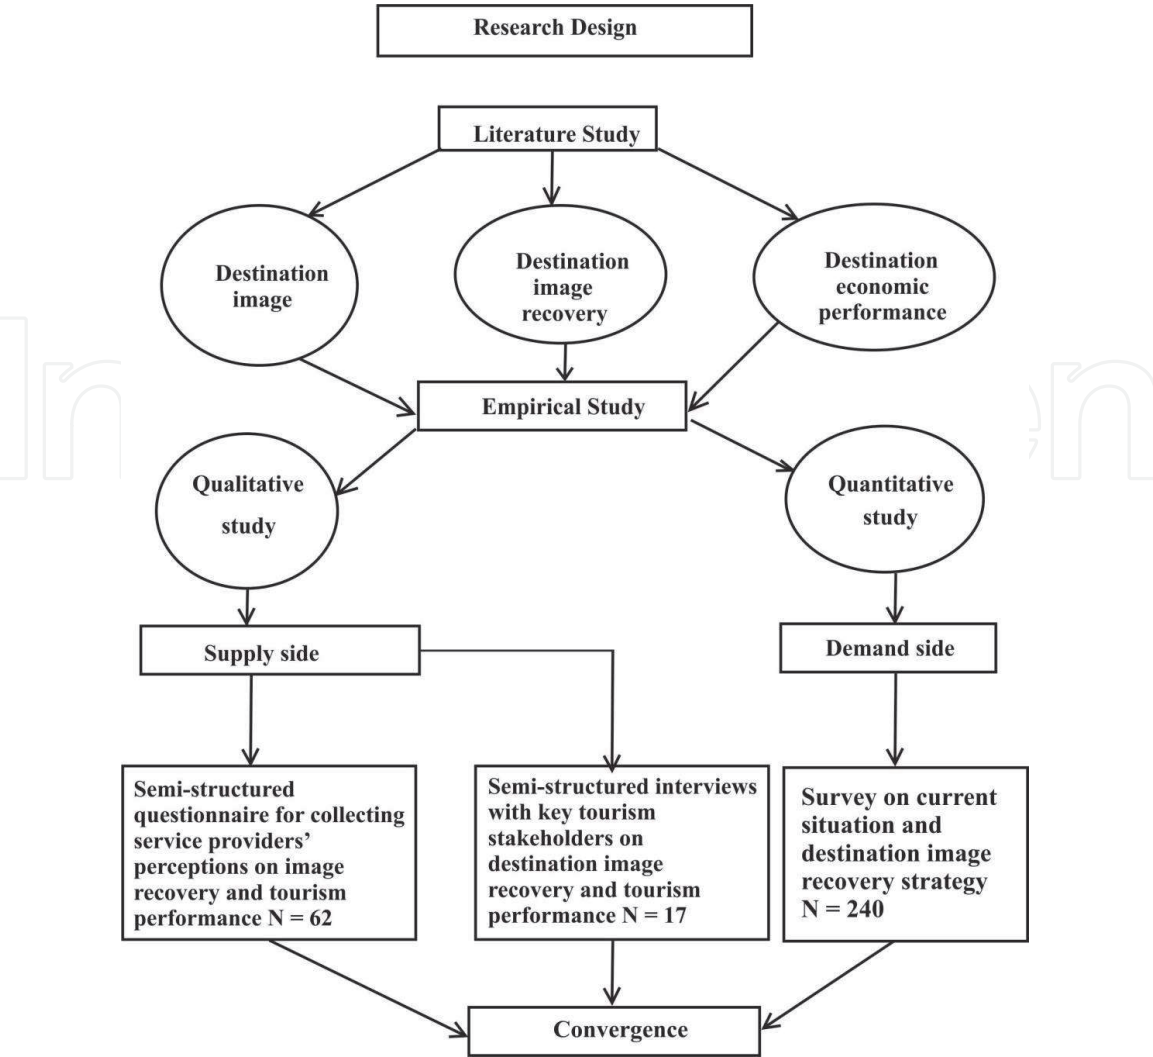 Research Design
Literature Study
Destination
image
Destination
image
recovery
Destination
economic
performance
Empirical Study
Qualitative
study
Quantitative
study
Supply side
Demand side
Semi-structured
questionnaire for collecting
service providers’
perceptions on image
recovery and tourism
performance N = 62
Semi-structured interviews
with key tourism
stakeholders on
destination image
recovery and tourism
performance N = 17
Survey on current
situation and
destination image
recovery strategy
N = 240
Convergence